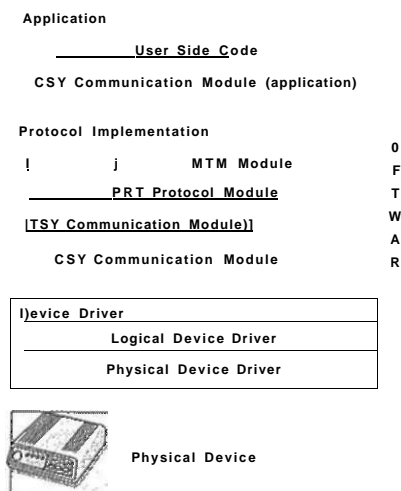 Application
User Side Code
CSY Communication Module (application)
Protocol Implementation
I j MTM Module
PRT Protocol Module
|TSY Communication Module)]
CSY Communication Module
0
F
T
W
A
R
I)evice Driver
Logical Device Driver
Physical Device Driver
Physical Device